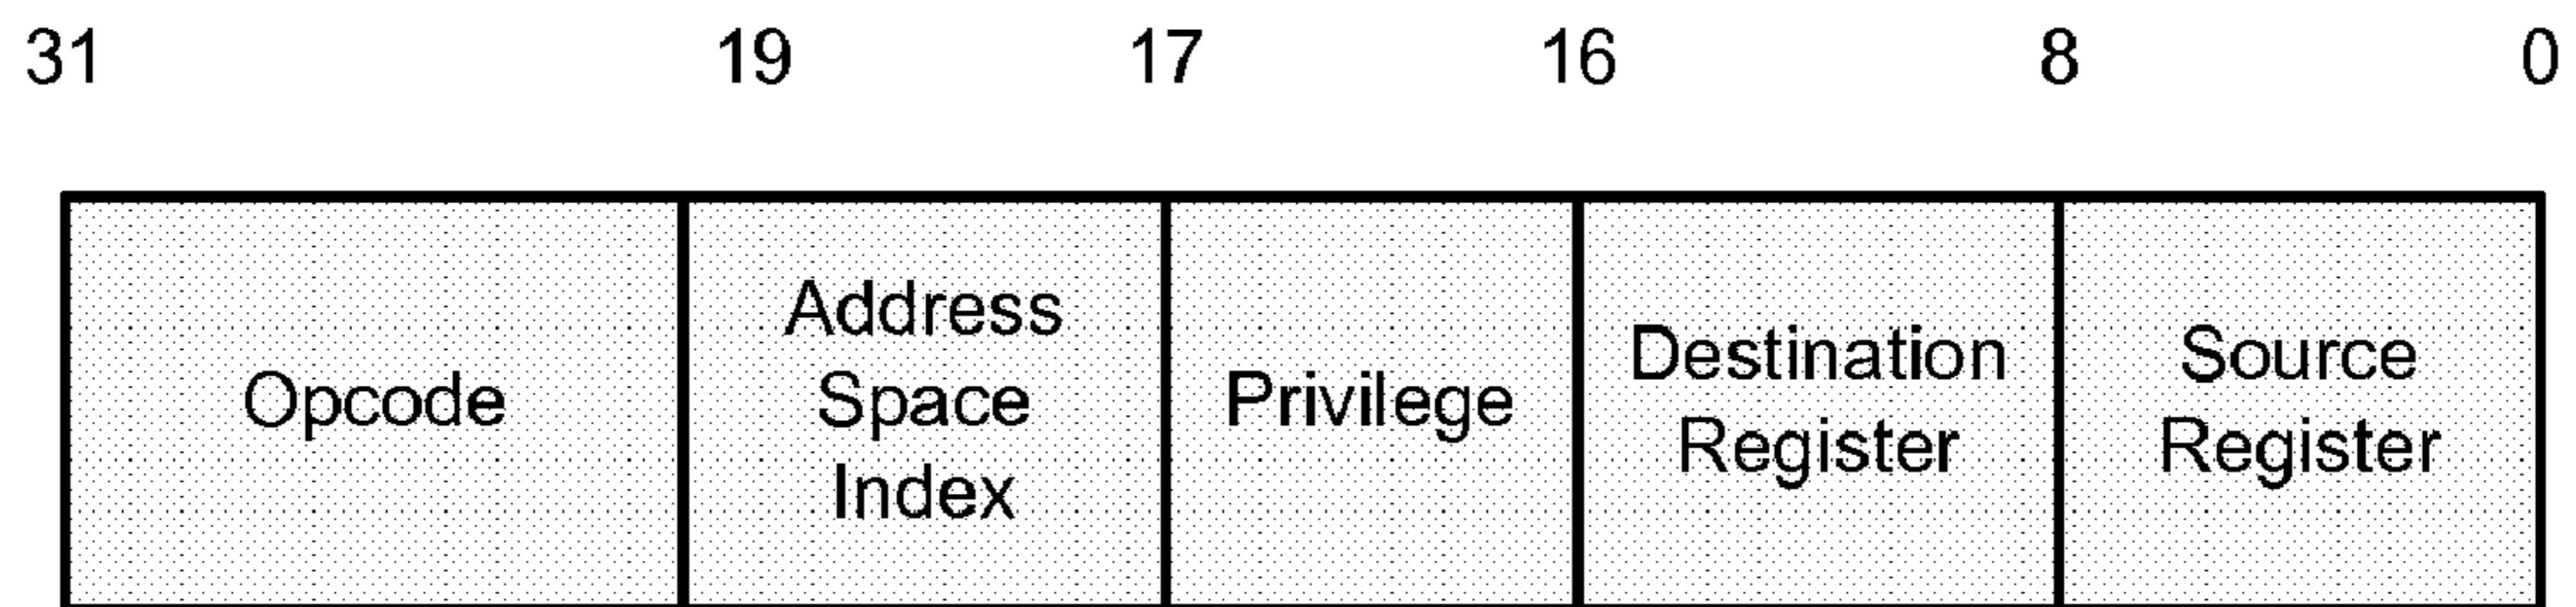 31 19 17 16 8 0
Opcode
Address
Space
Index
Privilege
Destination
Register
Source
Register